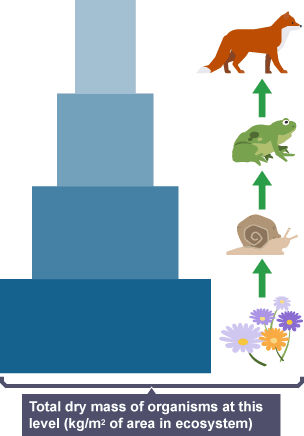 Total dry mass of organisms at this
level (kg/m² of area in ecosystem)